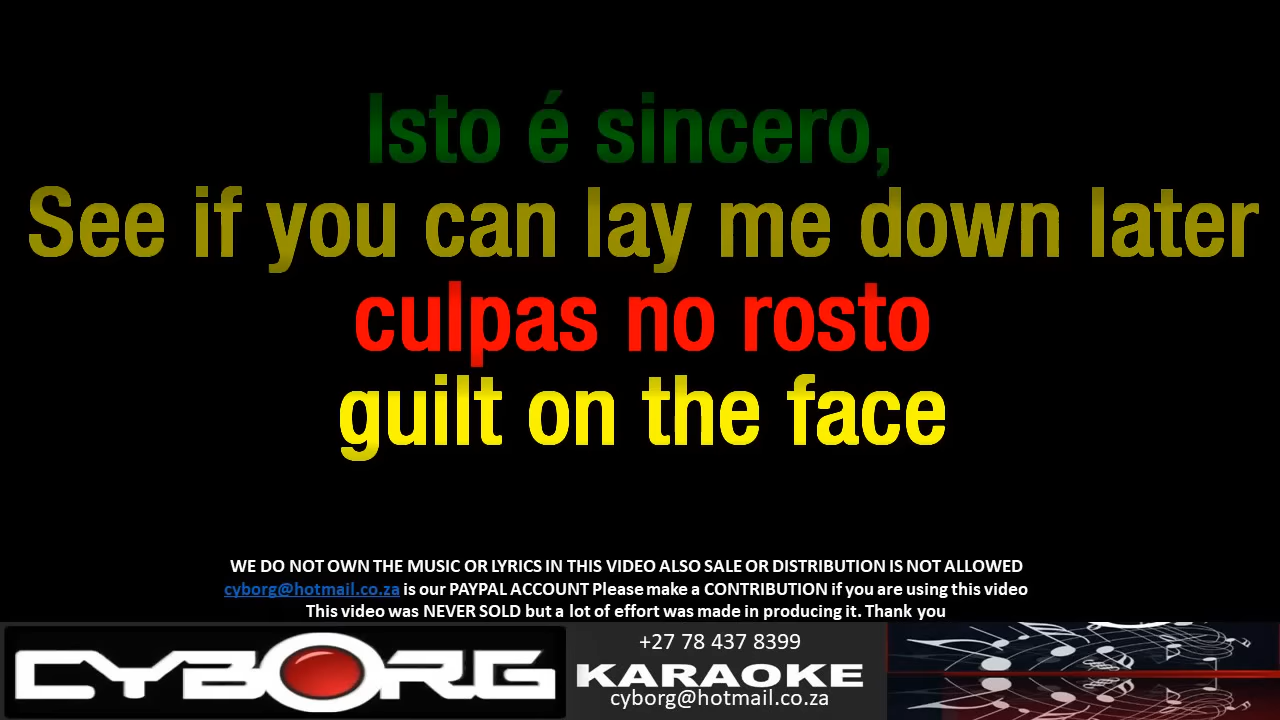 Isto é sincero,
See if you can lay me down later
culpas no rosto
guilt on the face
WE DO NOT OWN THE MUSIC OR LYRICS IN THIS VIDEO ALSO SALE OR DISTRIBUTION IS NOT ALLOWED
cyborg@hotmail.co.za is our PAYPAL ACCOUNT Please make a CONTRIBUTION if you are using this video
This video was NEVER SOLD but a lot of effort was made in producing it. Thank you
CYBORG
+27 78 437 8399
KARAOKE
cyborg@hotmail.co.za